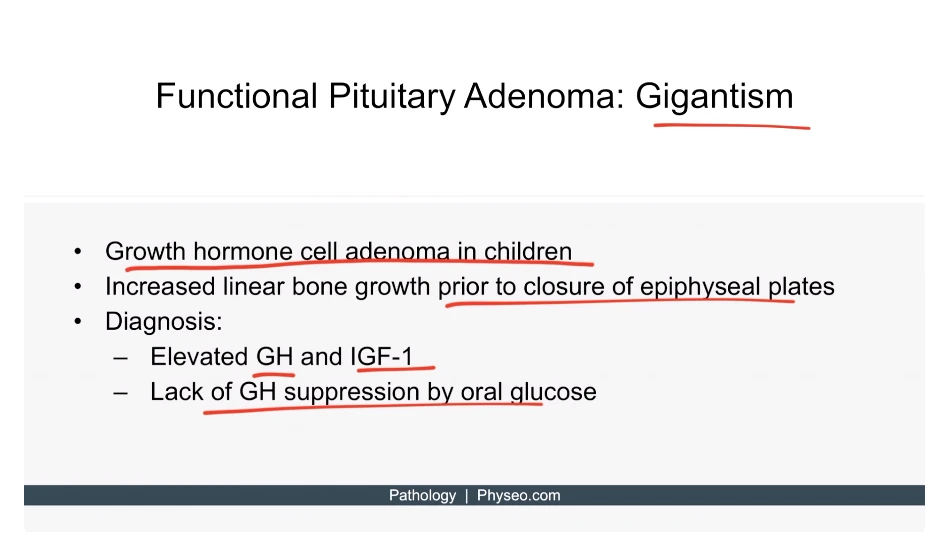 Functional Pituitary Adenoma: Gigantism
• Growth hormone cell adenoma in children
• Increased linear bone growth prior to closure of epiphyseal plates
• Diagnosis:
– Elevated GH and IGF-1
– Lack of GH suppression by oral glucose
Pathology | Physeo.com